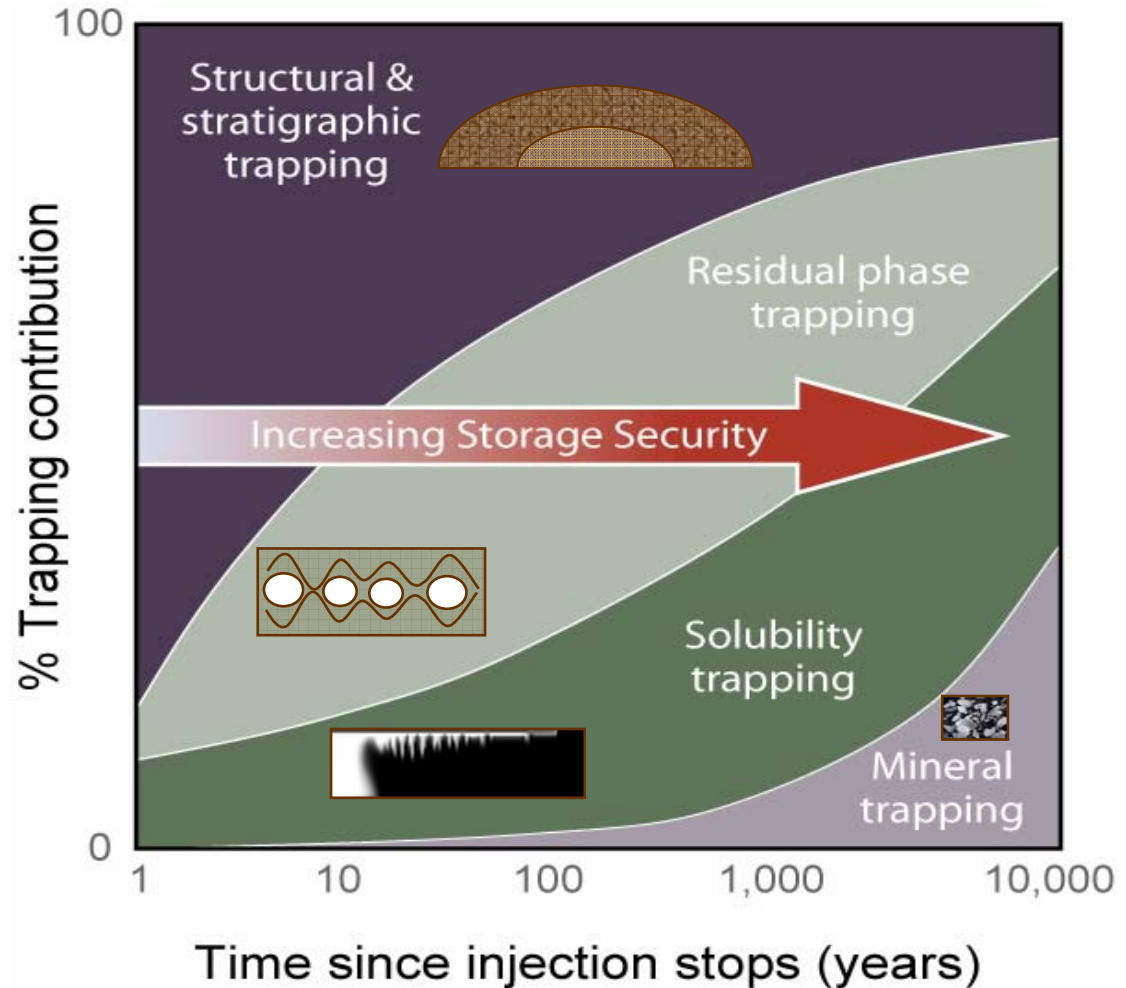 100
Structural &
stratigraphic
trapping
Residual phase
trapping
% Trapping contribution
Increasing Storage Security
Solubility
trapping
Mineral
trapping
0
1 10 100 1,000 10,000
Time since injection stops (years)